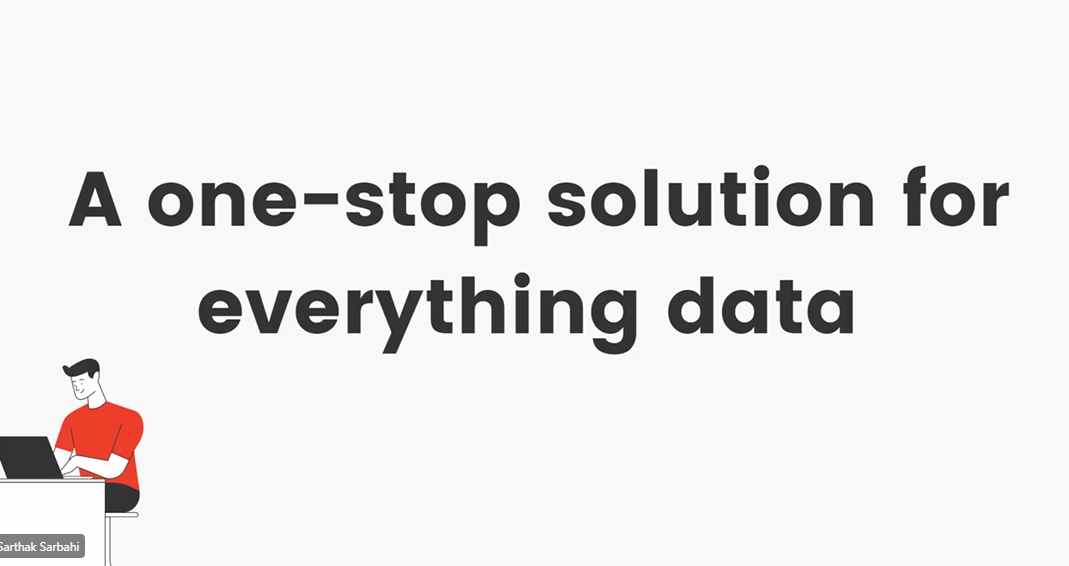 A one-stop solution for
everything data
Sarthak Sarbahi